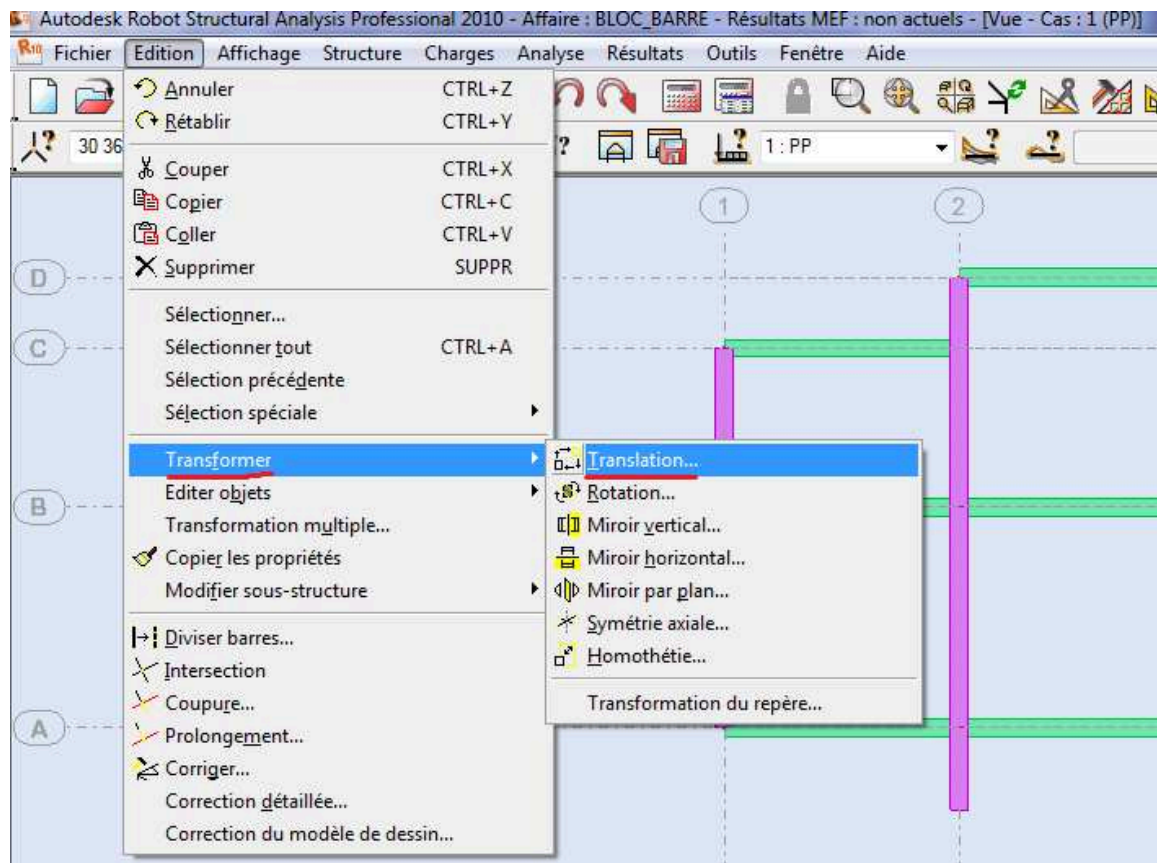 Autodesk Robot Structural Analysis Professional 2010 - Affaire : BLOC_BARRE - Résultats MEF : non actuels - [Vue - Cas : 1 (PP)]
Fichier Edition Affichage Structure Charges Analyse Résultats Outils Fenêtre Aide
30 36
1 : PP
Annuler CTRL+Z
Rétablir CTRL+Y
Couper CTRL+X
Copier CTRL+C
Coller CTRL+V
Supprimer SUPPR
Sélectionner...
Sélectionner tout CTRL+A
Sélection précédente
Sélection spéciale
Transformer
Editer objets
Transformation multiple...
Copier les propriétés
Modifier sous-structure
Diviser barres...
Intersection
Coupure...
Prolongement...
Corriger...
Correction détaillée...
Correction du modèle de dessin...
Translation...
Rotation...
Miroir vertical...
Miroir horizontal...
Miroir par plan...
Symétrie axiale...
Homothétie...
Transformation du repère...
1
2
D
C
B
A